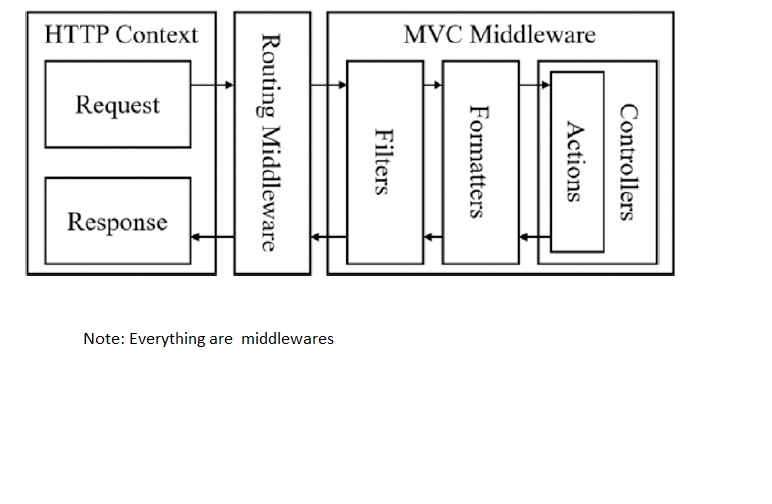 HTTP Context
Request
Response
Routing Middleware
MVC Middleware
Filters
Formatters
Actions
Controllers
Note: Everything are  middlewares